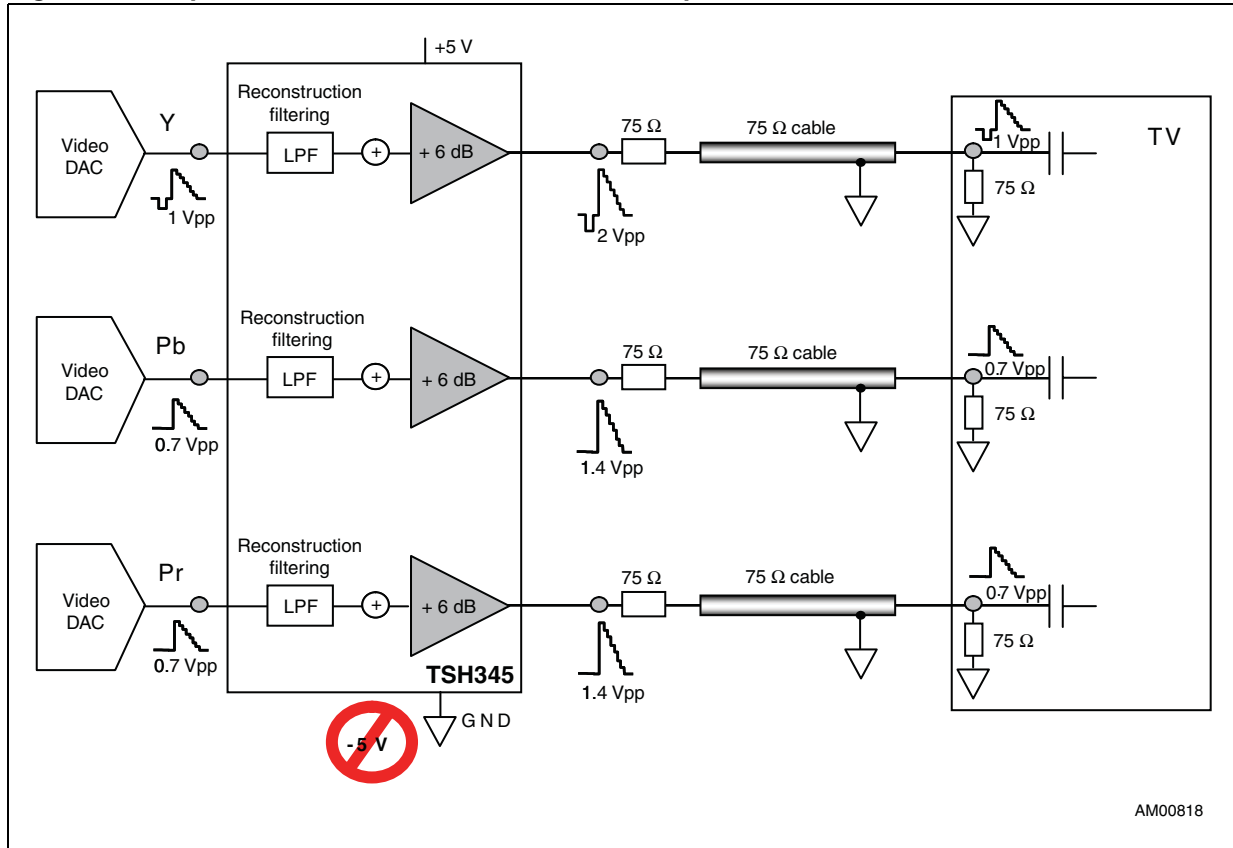 +5 V
Reconstruction
filtering
Y
Video
DAC
LPF
+
+ 6 dB
1 Vpp
75 Ω
75 Ω cable
2 Vpp
TV
1 Vpp
75 Ω
Reconstruction
filtering
Pb
Video
DAC
LPF
+
+ 6 dB
0.7 Vpp
75 Ω
75 Ω cable
1.4 Vpp
0.7 Vpp
75 Ω
Reconstruction
filtering
Pr
Video
DAC
LPF
+
+ 6 dB
0.7 Vpp
75 Ω
75 Ω cable
1.4 Vpp
0.7 Vpp
75 Ω
TSH345
GND
-5 V
AM00818